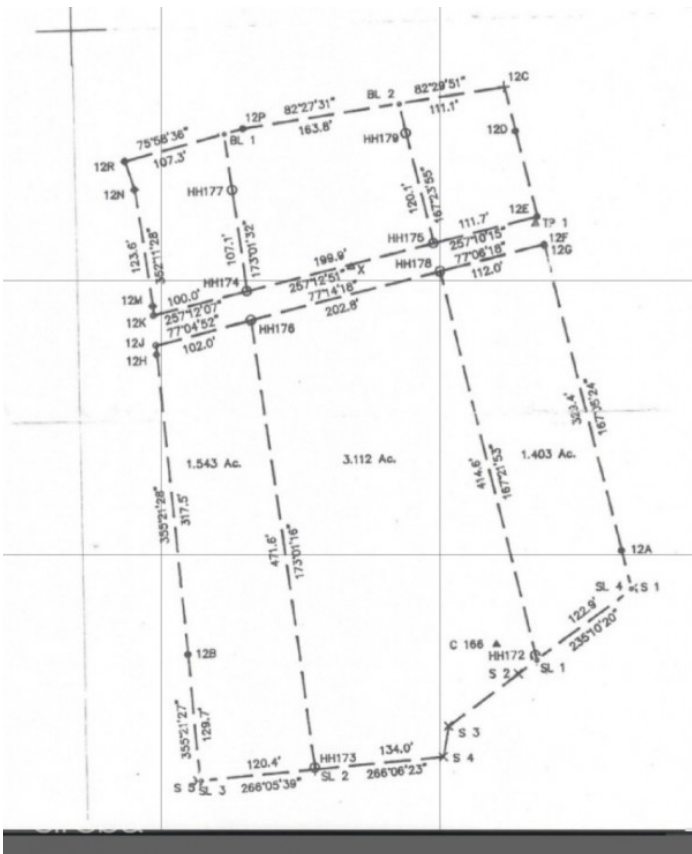 12C
82°29'51"
111.1'
BL 2
82°27'31"
163.8'
12P
75°58'36"
107.3'
BL 1
12R
12D
HH179
12N
HH177
120.1'
167°23'55"
12E
TP 1
111.7'
257°10'15"
12F
12G
HH175
77°06'18"
112.0'
HH178
123.6'
352°11'28"
107.1'
173°01'32"
199.9'
257°12'51"
X
77°14'16"
202.8'
HH174
100.0'
257°12'07"
12M
12K
HH176
77°04'52"
102.0'
12J
12H
323.4'
167°05'24"
1.543 Ac.
3.112 Ac.
1.403 Ac.
414.6'
167°21'53"
355°21'28"
317.5'
471.6'
173°01'16"
12A
SL 4
S 1
122.9'
235°10'20"
C 166
HH172
SL 1
S 2
12B
355°21'27"
129.7'
S 3
S 4
134.0'
266°06'23"
HH173
SL 2
120.4'
266°05'39"
S 5
SL 3